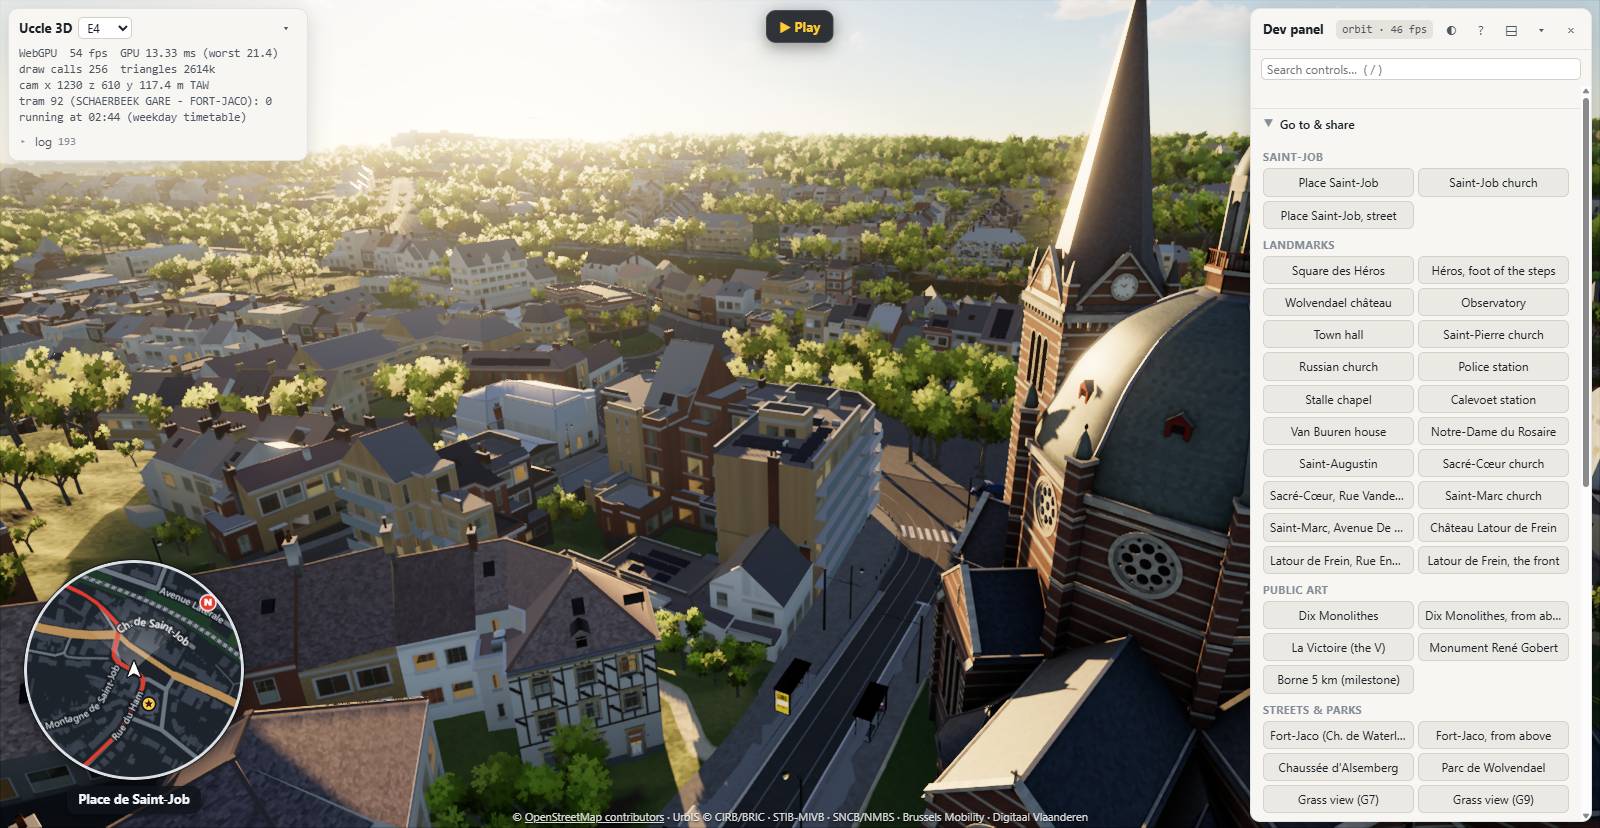 Uccle 3D E4
WebGPU 54 fps GPU 13.33 ms (worst 21.4)
draw calls 256 triangles 2614k
cam x 1230 z 610 y 117.4 m TAW
tram 92 (SCHAERBEEK GARE - FORT-JACO): 0
running at 02:44 (weekday timetable)
log 193
Play
Dev panel orbit · 46 fps ?
Search controls... (/)
Go to & share
SAINT-JOB
Place Saint-Job Saint-Job church
Place Saint-Job, street
LANDMARKS
Square des Héros Héros, foot of the steps
Wolvendael château Observatory
Town hall Saint-Pierre church
Russian church Police station
Stalle chapel Calevoet station
Van Buuren house Notre-Dame du Rosaire
Saint-Augustin Sacré-Cœur church
Sacré-Cœur, Rue Vande... Saint-Marc church
Saint-Marc, Avenue De ... Château Latour de Frein
Latour de Frein, Rue En... Latour de Frein, the front
PUBLIC ART
Dix Monolithes Dix Monolithes, from ab...
La Victoire (the V) Monument René Gobert
Borne 5 km (milestone)
STREETS & PARKS
Fort-Jaco (Ch. de Waterl... Fort-Jaco, from above
Chaussée d'Alsemberg Parc de Wolvendael
Grass view (G7) Grass view (G9)
Avenue Latérale
N
Ch. de Saint-Job
Montagne de Saint-Job
Rue du Ham
Place de Saint-Job
© OpenStreetMap contributors · UrbIS © CIRB/BRIC · STIB-MIVB · SNCB/NMBS · Brussels Mobility · Digitaal Vlaanderen